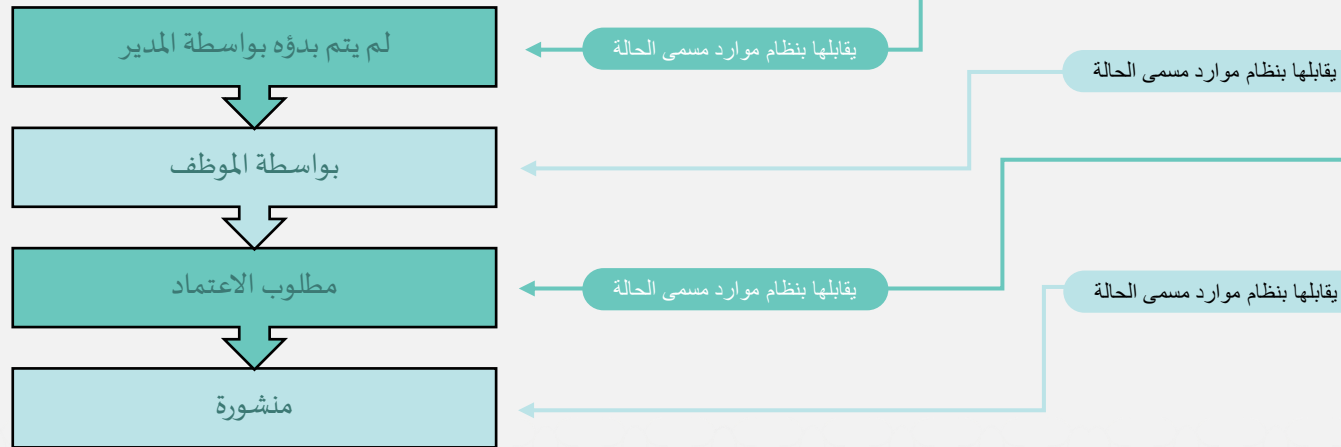 لم يتم بدؤه بواسطة المدير
يقابلها بنظام موارد مسمى الحالة
يقابلها بنظام موارد مسمى الحالة
بواسطة الموظف
مطلوب الاعتماد
يقابلها بنظام موارد مسمى الحالة
يقابلها بنظام موارد مسمى الحالة
منشورة